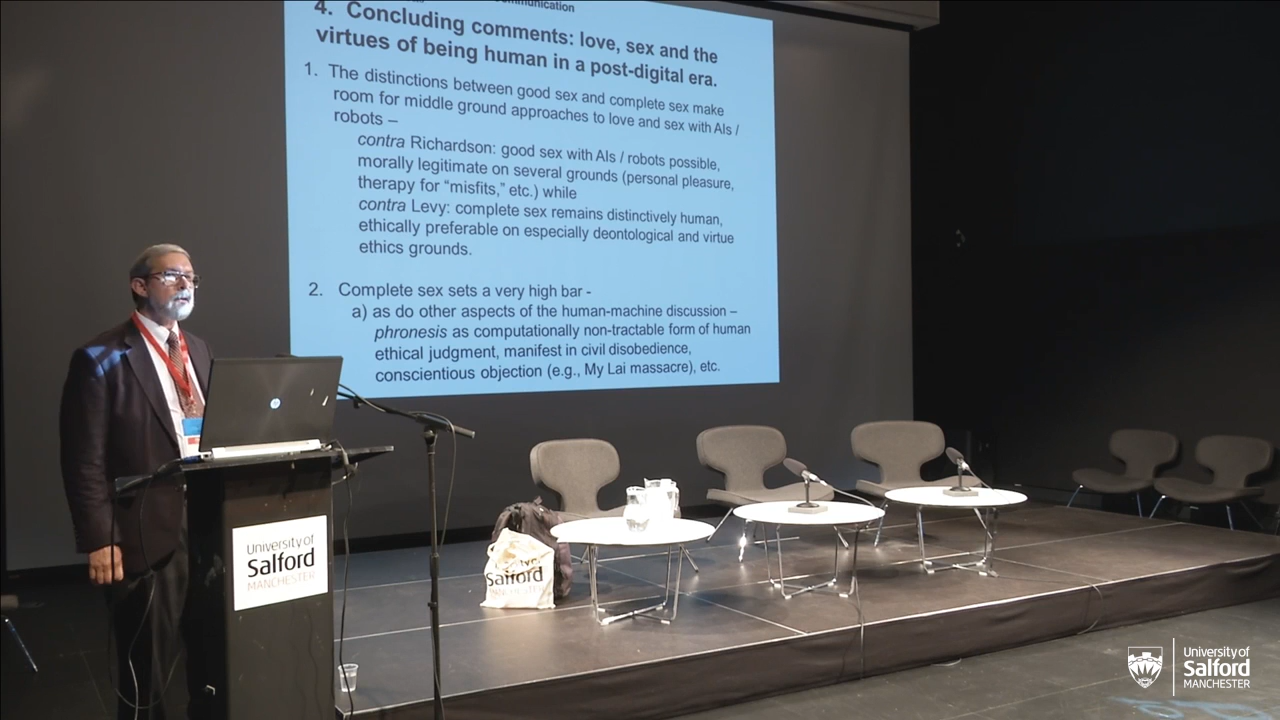 communication
4. Concluding comments: love, sex and the
virtues of being human in a post-digital era.
1. The distinctions between good sex and complete sex make
room for middle ground approaches to love and sex with AIs /
robots –
contra Richardson: good sex with AIs / robots possible,
morally legitimate on several grounds (personal pleasure,
therapy for “misfits,” etc.) while
contra Levy: complete sex remains distinctively human,
ethically preferable on especially deontological and virtue
ethics grounds.
2. Complete sex sets a very high bar -
a) as do other aspects of the human-machine discussion –
phronesis as computationally non-tractable form of human
ethical judgment, manifest in civil disobedience,
conscientious objection (e.g., My Lai massacre), etc.
hp
University of
Salford
MANCHESTER
Salford
MANCHESTER
University of
Salford
MANCHESTER